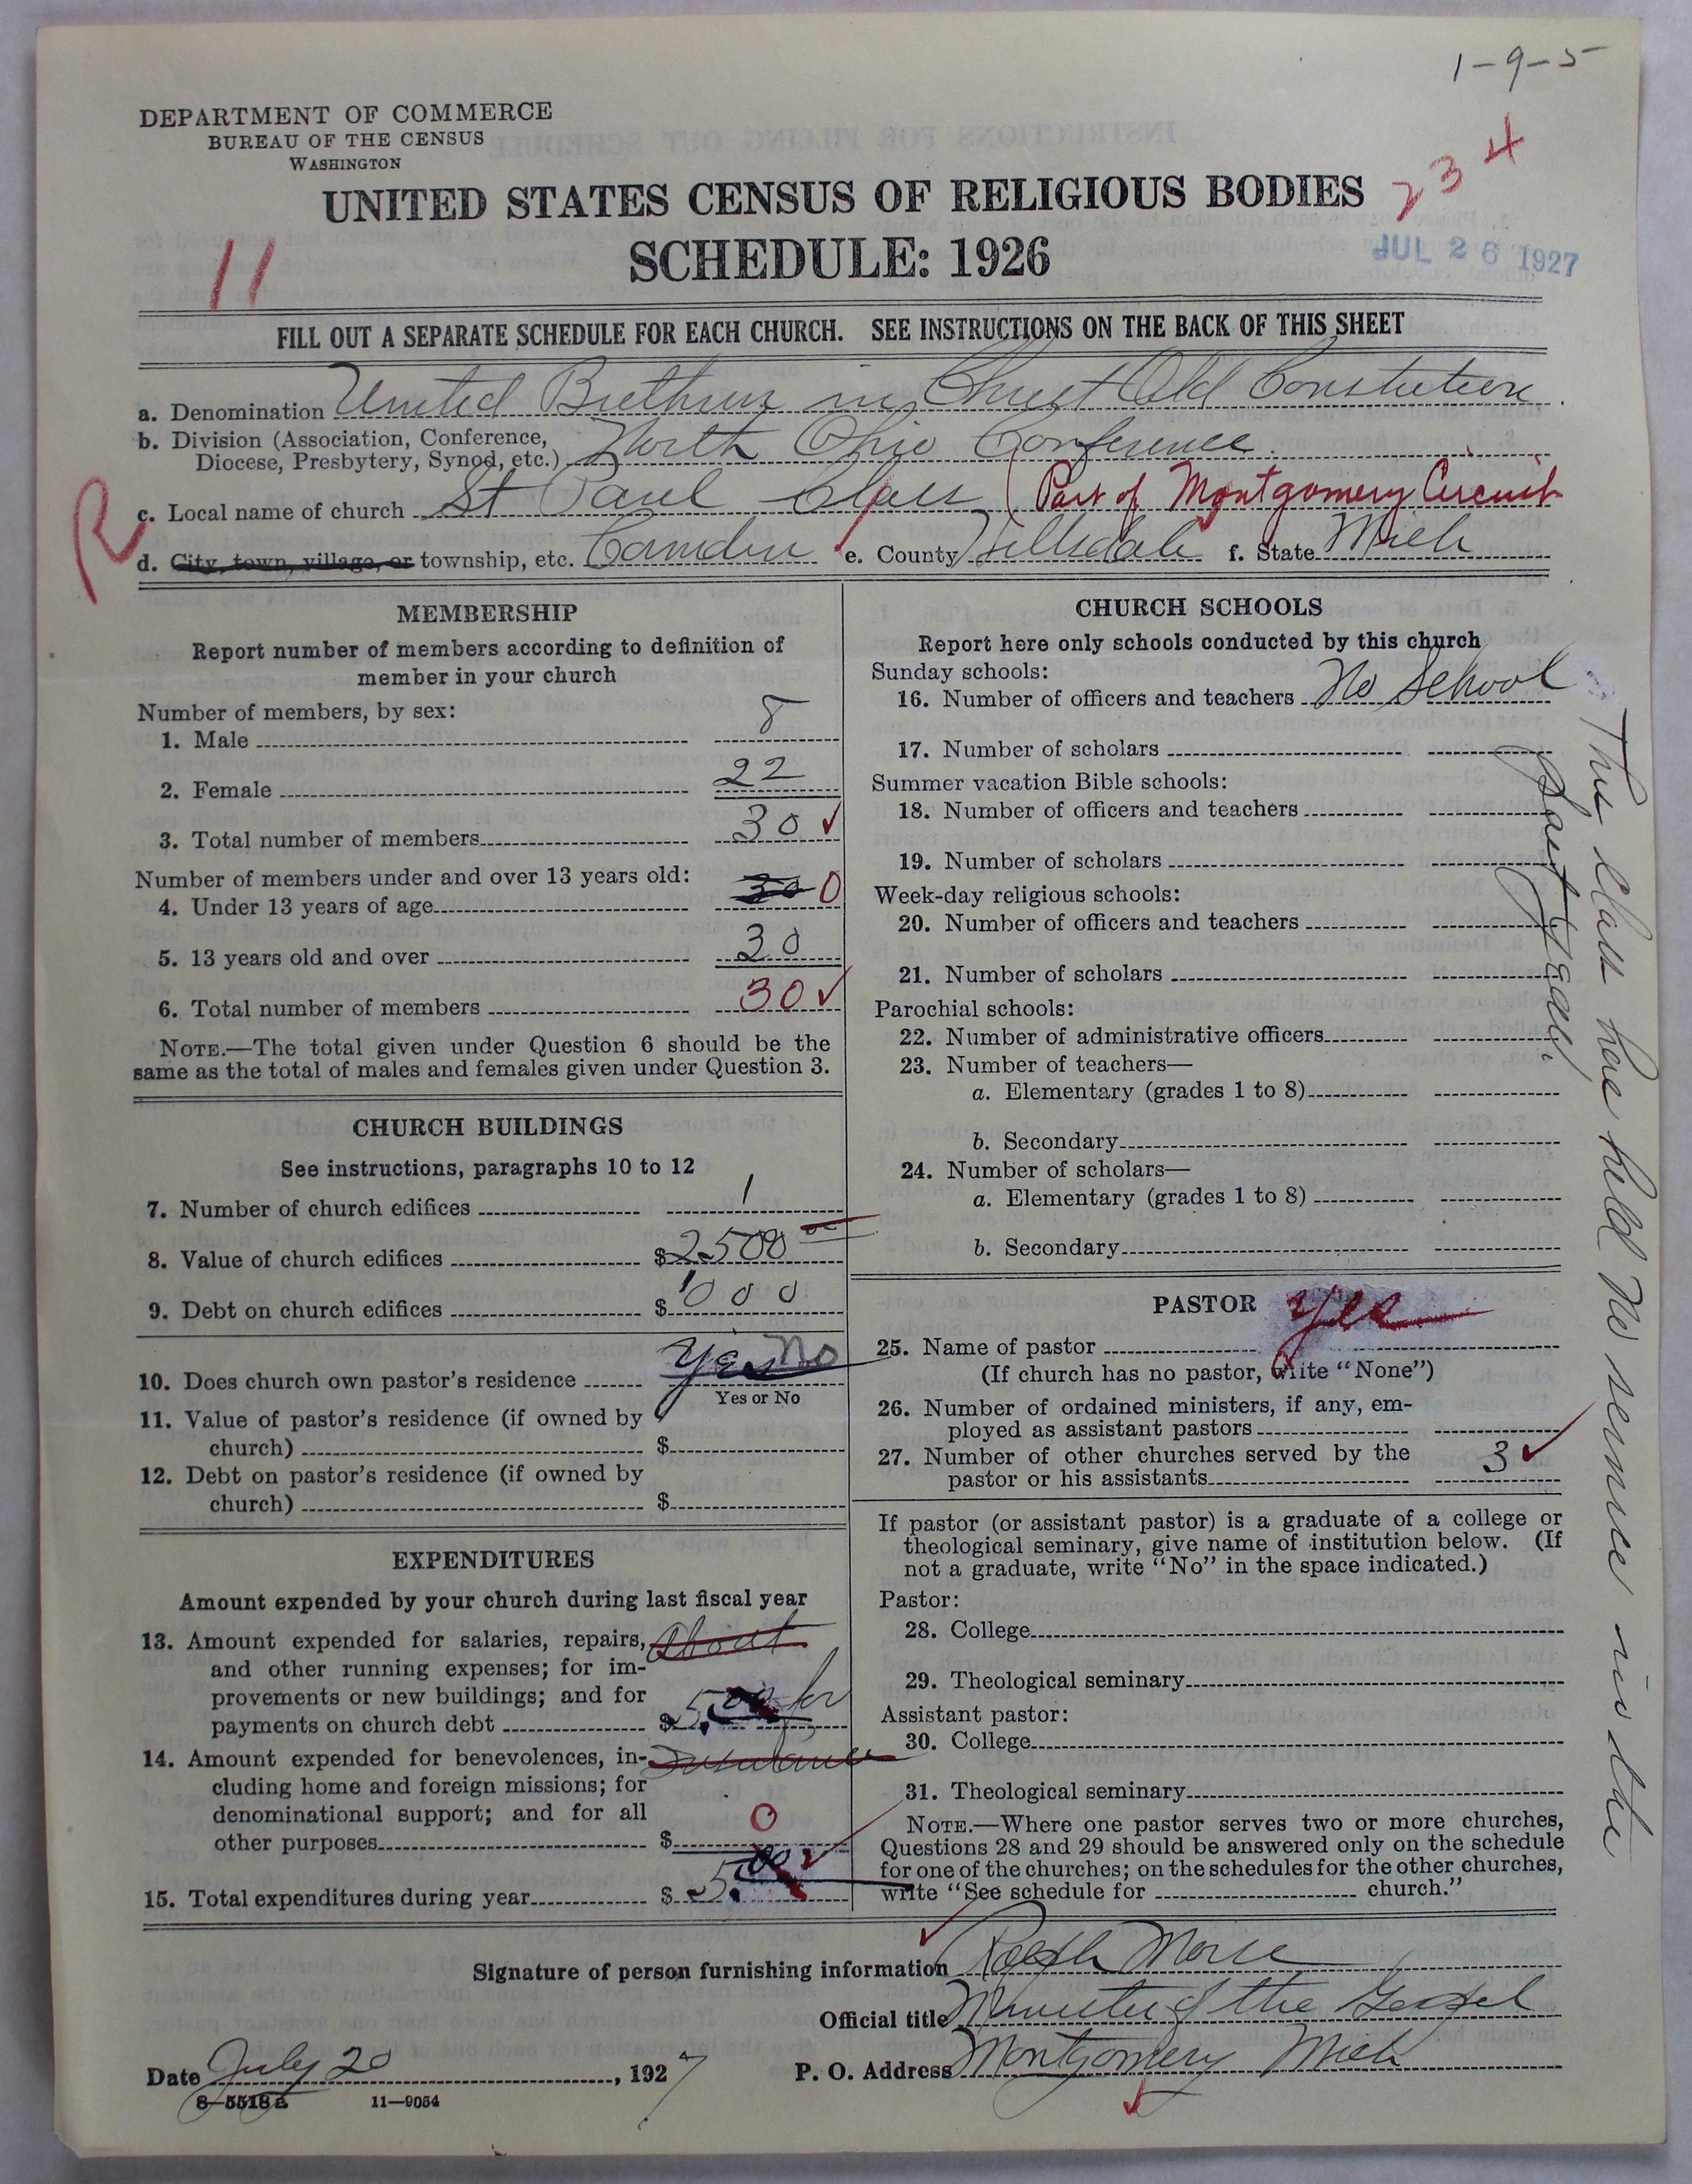 1-9-5
DEPARTMENT OF COMMERCE
BUREAU OF THE CENSUS
WASHINGTON
234
UNITED STATES CENSUS OF RELIGIOUS BODIES
SCHEDULE: 1926
JUL 26 1927
11
FILL OUT A SEPARATE SCHEDULE FOR EACH CHURCH. SEE INSTRUCTIONS ON THE BACK OF THIS SHEET
a. Denomination United Brethren in Christ Old Constitution
b. Division (Association, Conference,
Diocese, Presbytery, Synod, etc.) North Ohio Conference
R
c. Local name of church St Paul Class (Part of Montgomery Circuit
d. City, town, village, or township, etc. Camden e. County Hillsdale f. State Mich
MEMBERSHIP
Report number of members according to definition of
member in your church
Number of members, by sex:
1. Male 8
2. Female 22
3. Total number of members 30 ✓
Number of members under and over 13 years old:
4. Under 13 years of age 30 0
5. 13 years old and over 30
6. Total number of members 30 ✓
NOTE.—The total given under Question 6 should be the
same as the total of males and females given under Question 3.
CHURCH BUILDINGS
See instructions, paragraphs 10 to 12
7. Number of church edifices 1
8. Value of church edifices $2500 00
9. Debt on church edifices $ 000
10. Does church own pastor's residence Yes No
Yes or No
11. Value of pastor's residence (if owned by
church) $
12. Debt on pastor's residence (if owned by
church) $
EXPENDITURES
Amount expended by your church during last fiscal year
13. Amount expended for salaries, repairs, About
and other running expenses; for im-
provements or new buildings; and for
payments on church debt $ 5.00 for
14. Amount expended for benevolences, in- Insurance
cluding home and foreign missions; for
denominational support; and for all
other purposes $ 0
15. Total expenditures during year $ 5.00 ✓
CHURCH SCHOOLS
Report here only schools conducted by this church
Sunday schools:
16. Number of officers and teachers No School
17. Number of scholars
Summer vacation Bible schools:
18. Number of officers and teachers
19. Number of scholars
Week-day religious schools:
20. Number of officers and teachers
21. Number of scholars
Parochial schools:
22. Number of administrative officers
23. Number of teachers—
a. Elementary (grades 1 to 8)
b. Secondary
24. Number of scholars—
a. Elementary (grades 1 to 8)
b. Secondary
PASTOR
25. Name of pastor yes
(If church has no pastor, write "None")
26. Number of ordained ministers, if any, em-
ployed as assistant pastors
27. Number of other churches served by the
pastor or his assistants 3 ✓
If pastor (or assistant pastor) is a graduate of a college or
theological seminary, give name of institution below. (If
not a graduate, write "No" in the space indicated.)
Pastor:
28. College
29. Theological seminary
Assistant pastor:
30. College
31. Theological seminary
NOTE.—Where one pastor serves two or more churches,
Questions 28 and 29 should be answered only on the schedule
for one of the churches; on the schedules for the other churches,
write "See schedule for church."
This Class have held no services in the
past year.
Signature of person furnishing information Ralph Morse
Official title Minister of the Gospel
Date July 20, 1927 P. O. Address Montgomery Mich
8-5518a 11—9054